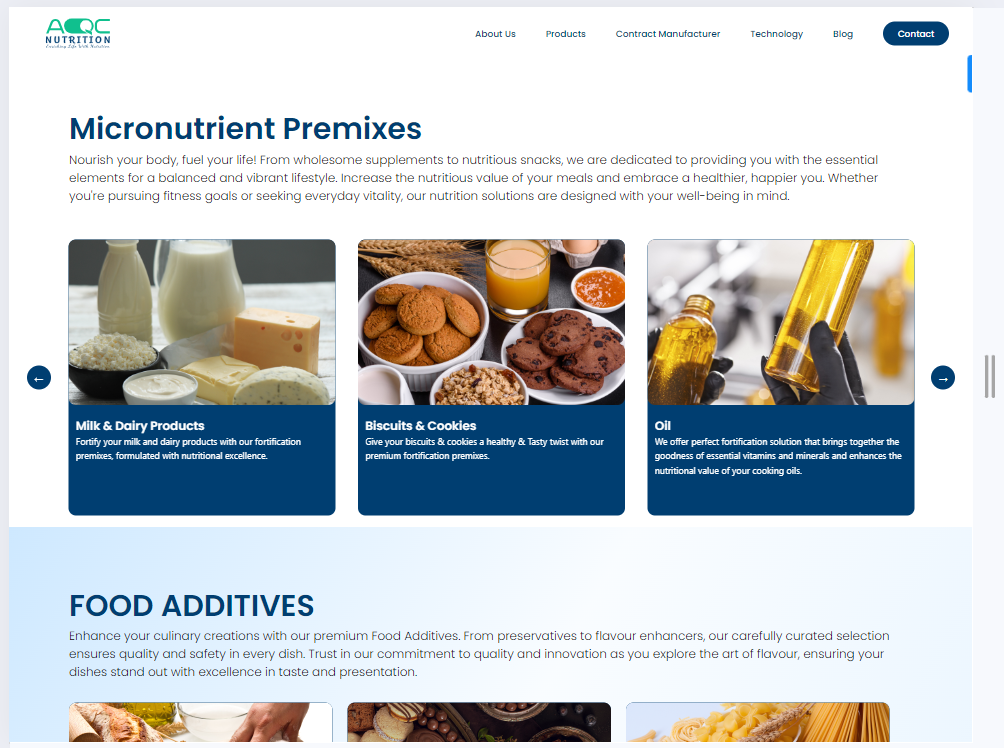 AQC
NUTRITION
Enriching Life With Nutrition
About Us
Products
Contract Manufacturer
Technology
Blog
Contact
Micronutrient Premixes
Nourish your body, fuel your life! From wholesome supplements to nutritious snacks, we are dedicated to providing you with the essential
elements for a balanced and vibrant lifestyle. Increase the nutritious value of your meals and embrace a healthier, happier you. Whether
you're pursuing fitness goals or seeking everyday vitality, our nutrition solutions are designed with your well-being in mind.
←
→
Milk & Dairy Products
Fortify your milk and dairy products with our fortification
premixes, formulated with nutritional excellence.
Biscuits & Cookies
Give your biscuits & cookies a healthy & Tasty twist with our
premium fortification premixes.
Oil
We offer perfect fortification solution that brings together the
goodness of essential vitamins and minerals and enhances the
nutritional value of your cooking oils.
FOOD ADDITIVES
Enhance your culinary creations with our premium Food Additives. From preservatives to flavour enhancers, our carefully curated selection
ensures quality and safety in every dish. Trust in our commitment to quality and innovation as you explore the art of flavour, ensuring your
dishes stand out with excellence in taste and presentation.